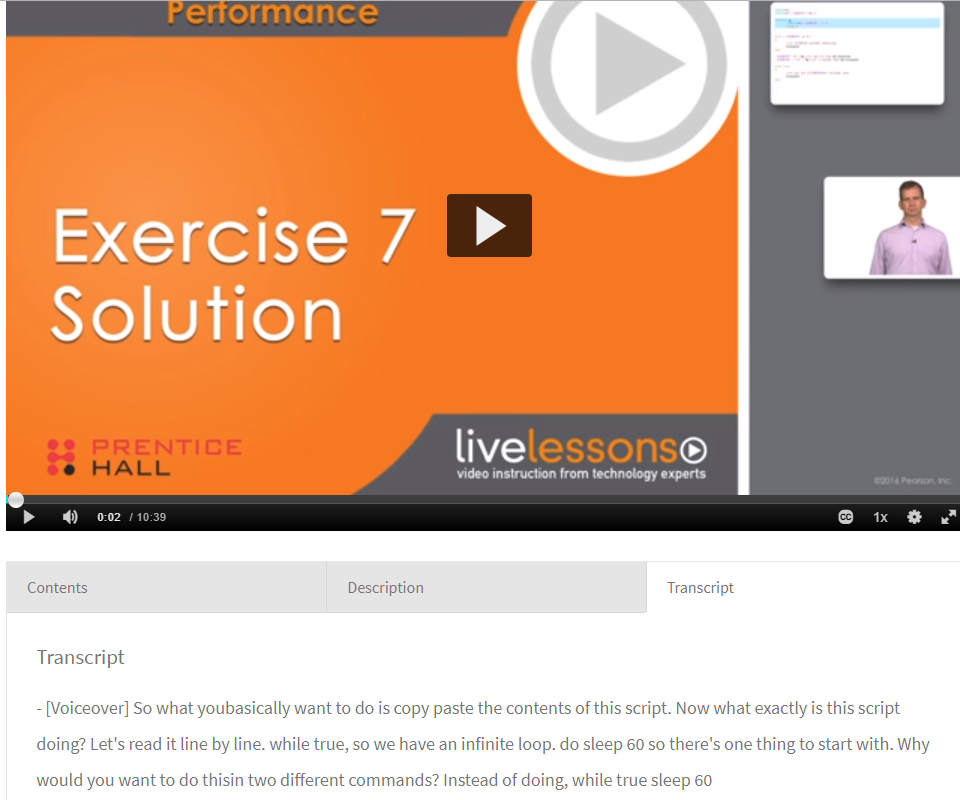 Performance
Exercise 7
Solution
PRENTICE
HALL
livelessons
video instruction from technology experts
©2016 Pearson, Inc.
0:02 / 10:39
CC
1x
Contents
Description
Transcript
Transcript
- [Voiceover] So what youbasically want to do is copy paste the contents of this script. Now what exactly is this script
doing? Let's read it line by line. while true, so we have an infinite loop. do sleep 60 so there's one thing to start with. Why
would you want to do thisin two different commands? Instead of doing, while true sleep 60